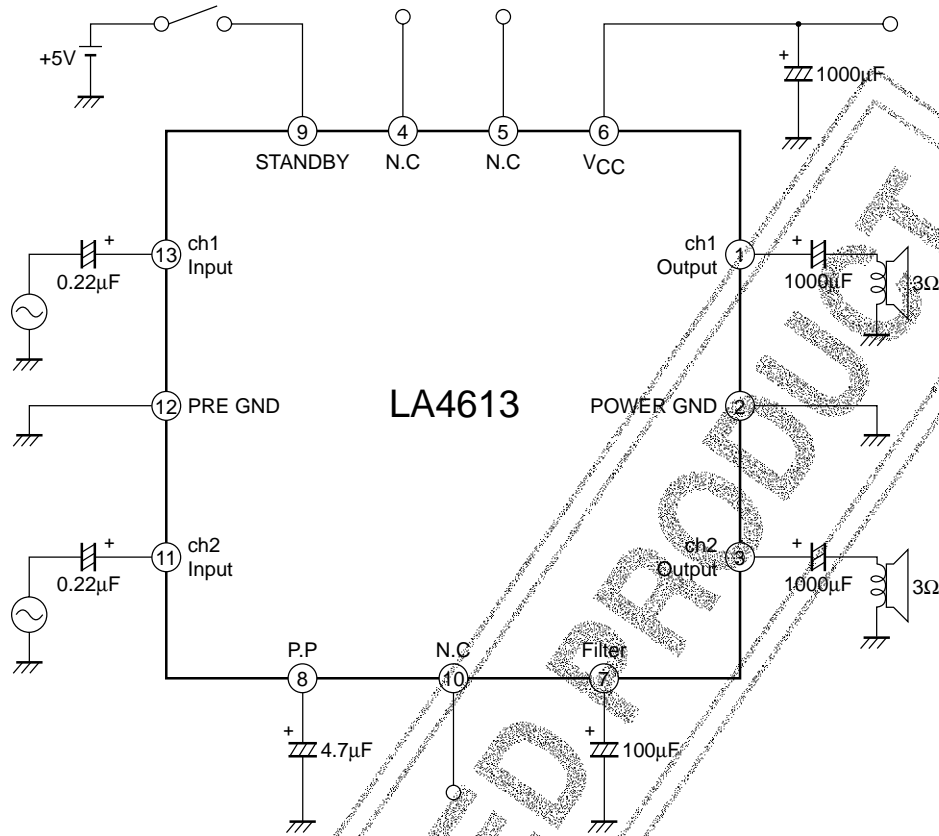 +5V
+
1000µF
9
4
5
6
STANDBY
N.C
N.C
VCC
13
ch1
Input
+
0.22µF
ch1
Output
1
+
1000µF
3Ω
12
PRE GND
LA4613
POWER GND
2
11
ch2
Input
+
0.22µF
ch2
Output
3
+
1000µF
3Ω
P.P
N.C
Filter
8
10
7
+
4.7µF
+
100µF
ED PRODUCT